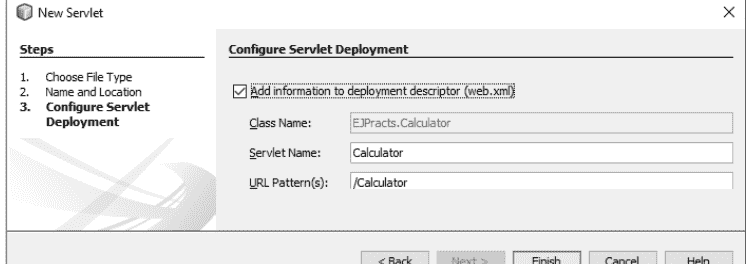 New Servlet
Steps
1. Choose File Type
2. Name and Location
3. Configure Servlet
Deployment
Configure Servlet Deployment
Add information to deployment descriptor (web.xml)
Class Name: EJPracts.Calculator
Servlet Name: Calculator
URL Pattern(s): /Calculator
< Back Next > Finish Cancel Help